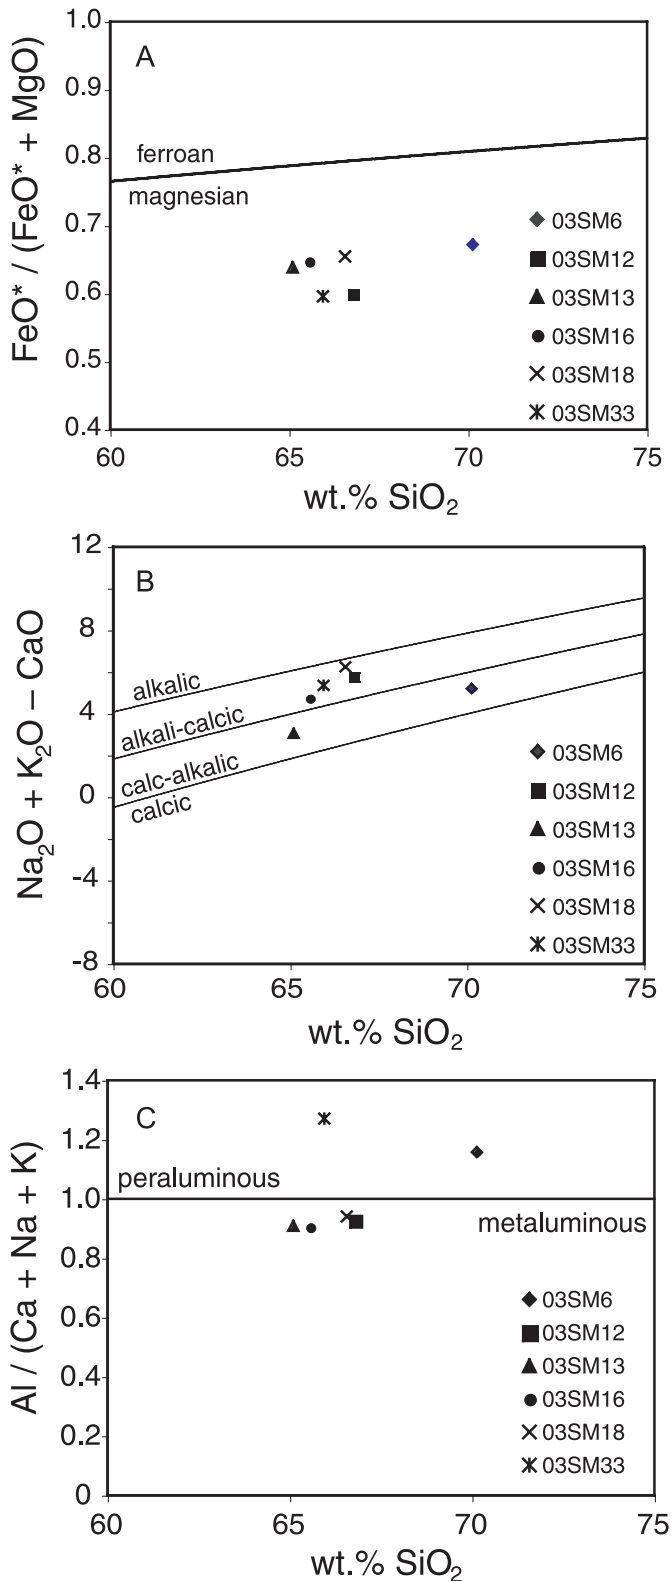 1.0
A
0.9
0.8
ferroan
magnesian
0.7
0.6
0.5
0.4
FeO* / (FeO* + MgO)
03SM6
03SM12
03SM13
03SM16
03SM18
03SM33
60
65
70
75
wt.% SiO₂
12
B
8
4
0
-4
-8
Na₂O + K₂O – CaO
alkalic
alkali-calcic
calc-alkalic
calcic
03SM6
03SM12
03SM13
03SM16
03SM18
03SM33
60
65
70
75
wt.% SiO₂
1.4
C
1.2
1.0
0.8
0.6
0.4
0.2
0
Al / (Ca + Na + K)
peraluminous
metaluminous
03SM6
03SM12
03SM13
03SM16
03SM18
03SM33
60
65
70
75
wt.% SiO₂